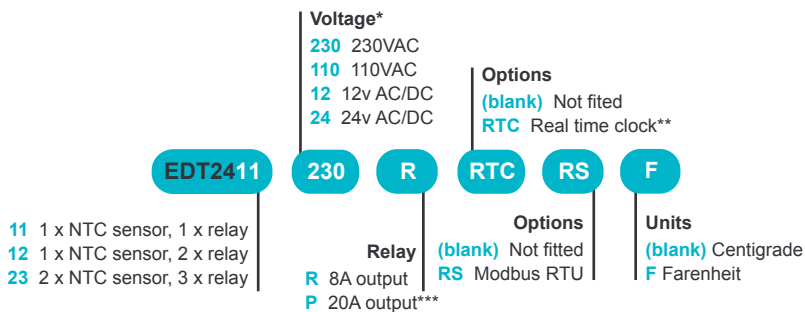 Voltage*
230 230VAC
110 110VAC
12 12v AC/DC
24 24v AC/DC
Options
(blank) Not fited
RTC Real time clock**
EDT2411 230 R RTC RS F
11 1 x NTC sensor, 1 x relay
12 1 x NTC sensor, 2 x relay
23 2 x NTC sensor, 3 x relay
Relay
R 8A output
P 20A output***
Options
(blank) Not fitted
RS Modbus RTU
Units
(blank) Centigrade
F Farenheit